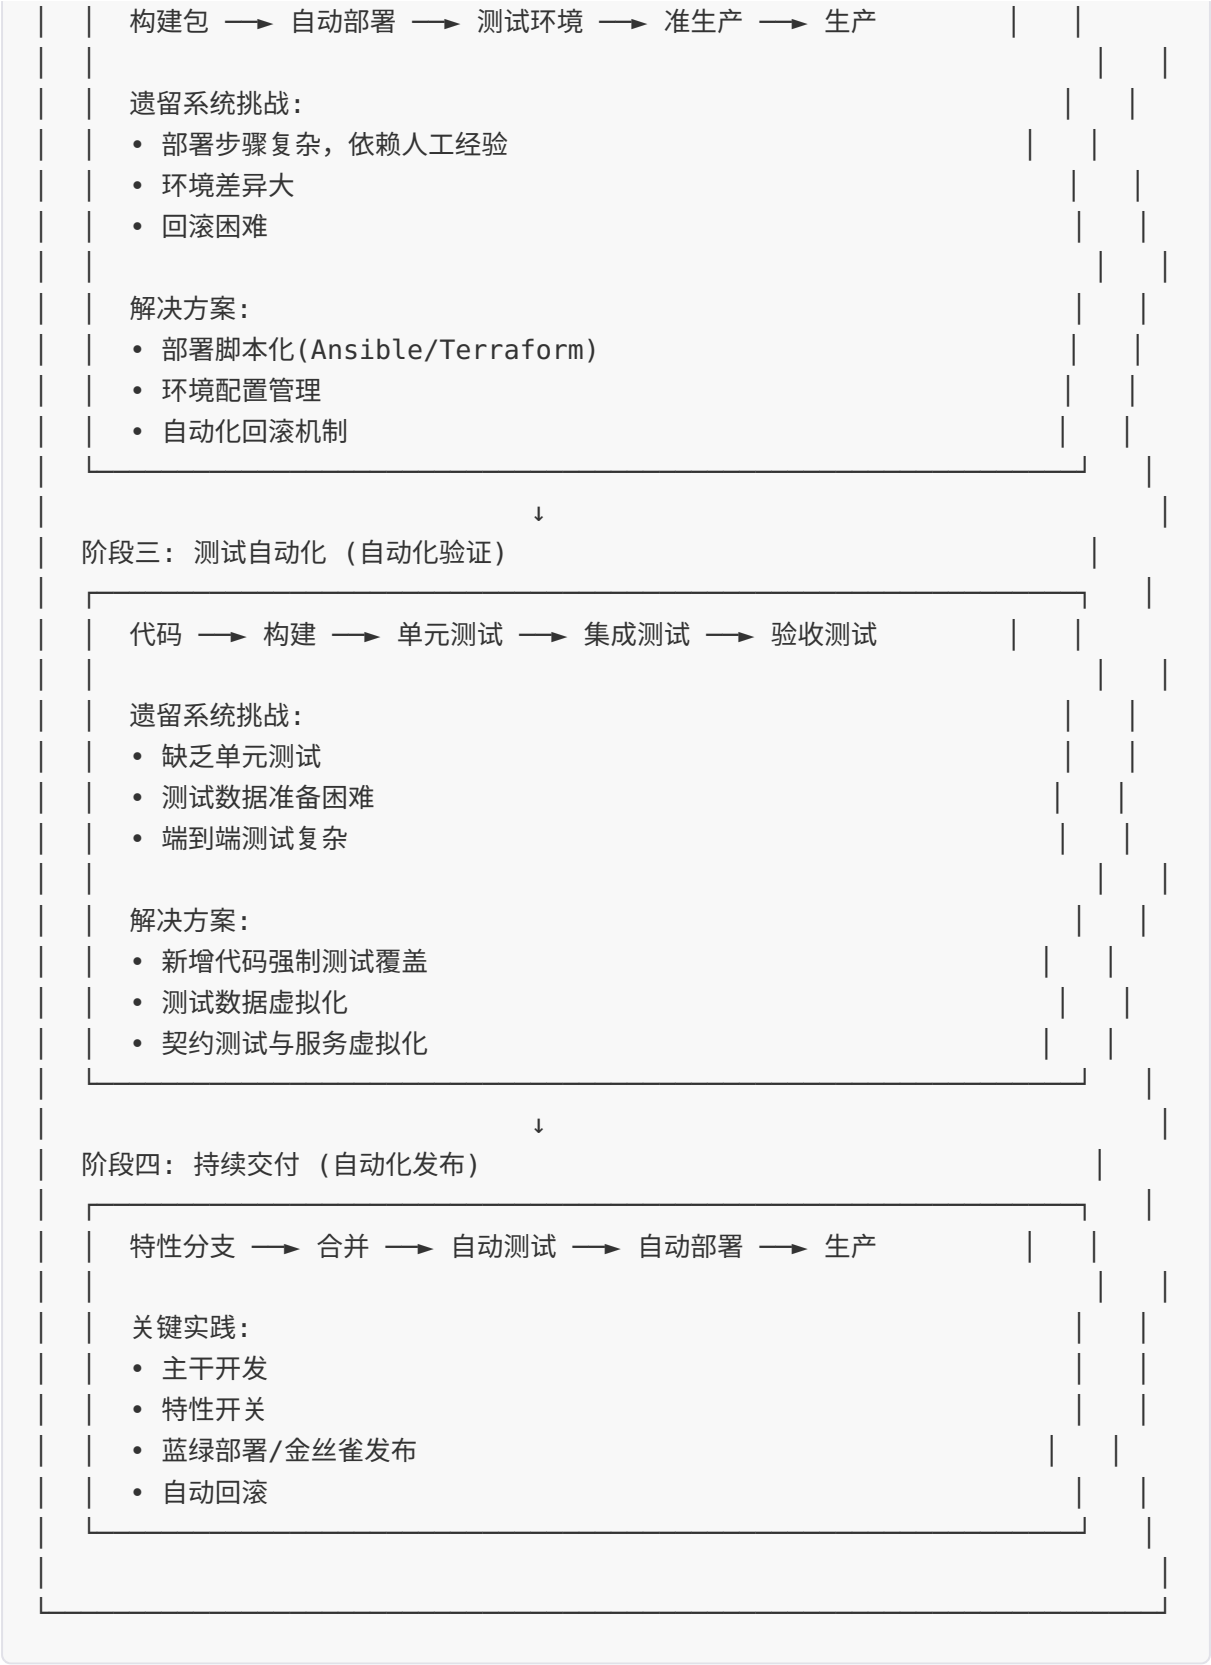 构建包 ──► 自动部署 ──► 测试环境 ──► 准生产 ──► 生产
遗留系统挑战:
• 部署步骤复杂，依赖人工经验
• 环境差异大
• 回滚困难
解决方案:
• 部署脚本化(Ansible/Terraform)
• 环境配置管理
• 自动化回滚机制
↓
阶段三: 测试自动化 (自动化验证)
代码 ──► 构建 ──► 单元测试 ──► 集成测试 ──► 验收测试
遗留系统挑战:
• 缺乏单元测试
• 测试数据准备困难
• 端到端测试复杂
解决方案:
• 新增代码强制测试覆盖
• 测试数据虚拟化
• 契约测试与服务虚拟化
↓
阶段四: 持续交付 (自动化发布)
特性分支 ──► 合并 ──► 自动测试 ──► 自动部署 ──► 生产
关键实践:
• 主干开发
• 特性开关
• 蓝绿部署/金丝雀发布
• 自动回滚